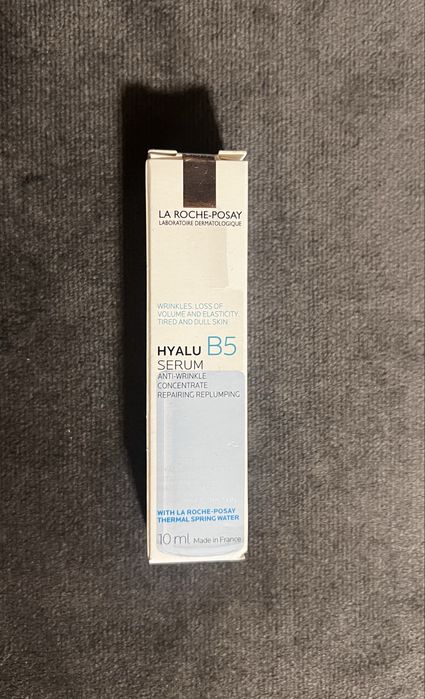 LA ROCHE-POSAY
LABORATOIRE DERMATOLOGIQUE
WRINKLES, LOSS OF
VOLUME AND ELASTICITY,
TIRED AND DULL SKIN
HYALU B5
SERUM
ANTI-WRINKLE
CONCENTRATE
REPAIRING REPLUMPING
WITH LA ROCHE-POSAY
THERMAL SPRING WATER
10 ml Made in France